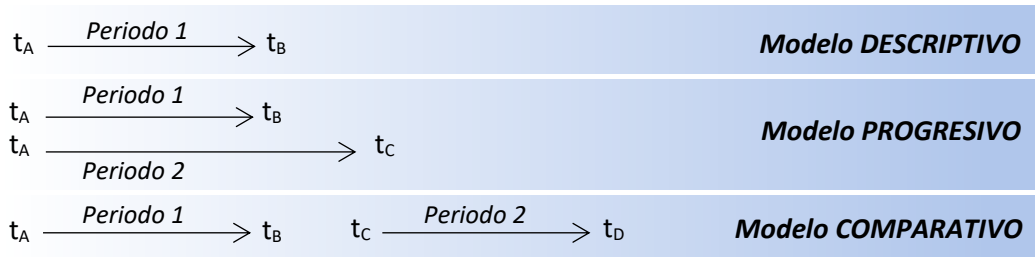 Periodo 1
tA tB Modelo DESCRIPTIVO
Periodo 1
tA tB
Modelo PROGRESIVO
tA tC
Periodo 2
Periodo 1 Periodo 2
tA tB tC tD Modelo COMPARATIVO